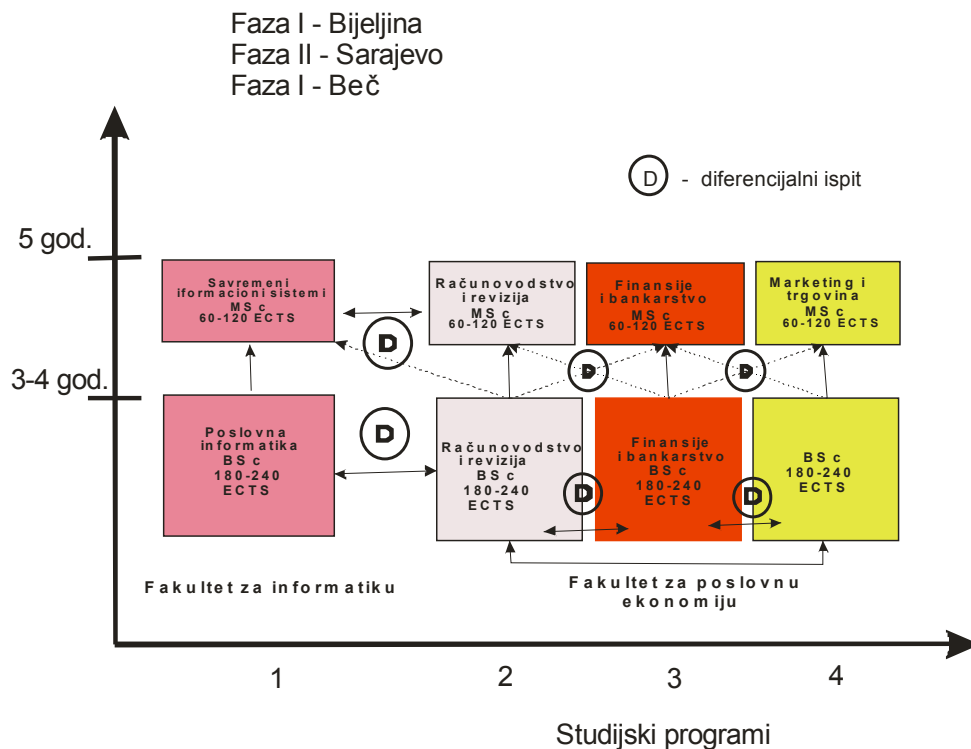 Faza I - Bijeljina
Faza II - Sarajevo
Faza I - Beč
D - diferencijalni ispit
5 god.
Savremeni
iformacioni sistemi
MSc
60-120 ECTS
Računovodstvo
i revizija
MSc
60-120 ECTS
Finansije
i bankarstvo
MSc
60-120 ECTS
Marketing i
trgovina
MSc
60-120 ECTS
D
D
D
3-4 god.
Poslovna
informatika
BSc
180-240
ECTS
D
Računovodstvo
i revizija
BSc
180-240
ECTS
D
Finansije
i bankarstvo
BSc
180-240
ECTS
D
BSc
180-240
ECTS
Fakultet za informatiku
Fakultet za poslovnu
ekonomiju
1
2
3
4
Studijski programi